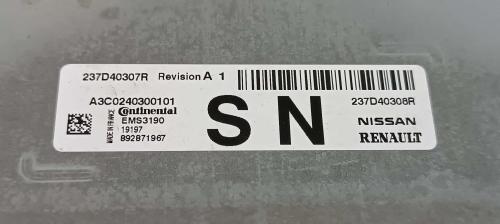 237D40307R Revision A 1
A3C0240300101
MADE IN FRANCE
Continental
EMS3190
19197
892871967
S N
237D40308R
NISSAN
RENAULT